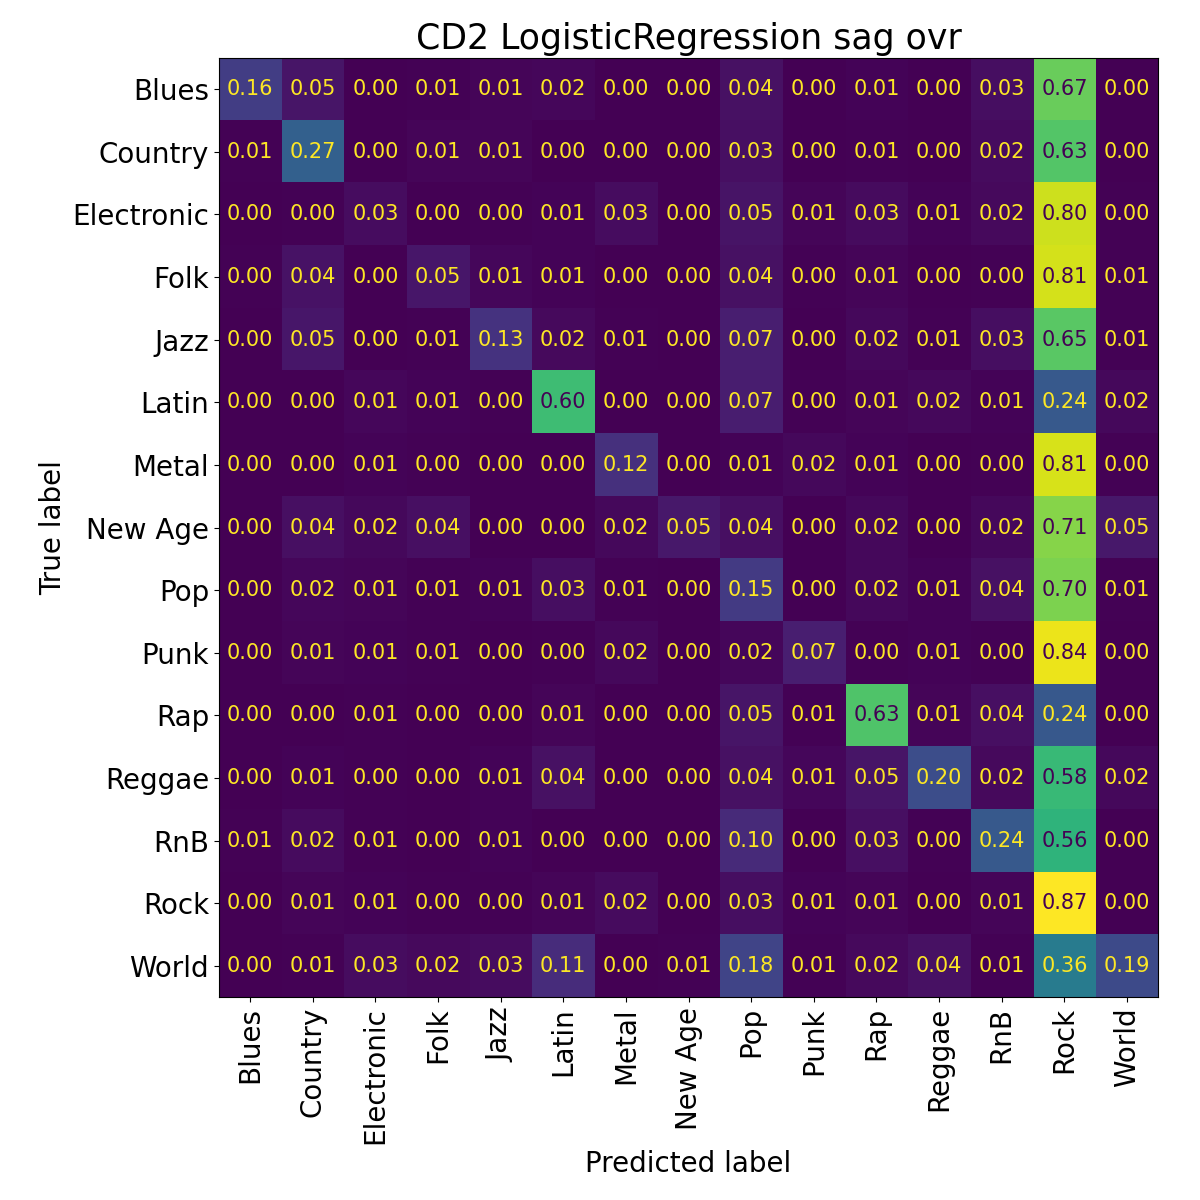 CD2 LogisticRegression sag ovr
Blues 0.16 0.05 0.00 0.01 0.01 0.02 0.00 0.00 0.04 0.00 0.01 0.00 0.03 0.67 0.00
Country 0.01 0.27 0.00 0.01 0.01 0.00 0.00 0.00 0.03 0.00 0.01 0.00 0.02 0.63 0.00
Electronic 0.00 0.00 0.03 0.00 0.00 0.01 0.03 0.00 0.05 0.01 0.03 0.01 0.02 0.80 0.00
Folk 0.00 0.04 0.00 0.05 0.01 0.01 0.00 0.00 0.04 0.00 0.01 0.00 0.00 0.81 0.01
Jazz 0.00 0.05 0.00 0.01 0.13 0.02 0.01 0.00 0.07 0.00 0.02 0.01 0.03 0.65 0.01
Latin 0.00 0.00 0.01 0.01 0.00 0.60 0.00 0.00 0.07 0.00 0.01 0.02 0.01 0.24 0.02
Metal 0.00 0.00 0.01 0.00 0.00 0.00 0.12 0.00 0.01 0.02 0.01 0.00 0.00 0.81 0.00
New Age 0.00 0.04 0.02 0.04 0.00 0.00 0.02 0.05 0.04 0.00 0.02 0.00 0.02 0.71 0.05
Pop 0.00 0.02 0.01 0.01 0.01 0.03 0.01 0.00 0.15 0.00 0.02 0.01 0.04 0.70 0.01
Punk 0.00 0.01 0.01 0.01 0.00 0.00 0.02 0.00 0.02 0.07 0.00 0.01 0.00 0.84 0.00
Rap 0.00 0.00 0.01 0.00 0.00 0.01 0.00 0.00 0.05 0.01 0.63 0.01 0.04 0.24 0.00
Reggae 0.00 0.01 0.00 0.00 0.01 0.04 0.00 0.00 0.04 0.01 0.05 0.20 0.02 0.58 0.02
RnB 0.01 0.02 0.01 0.00 0.01 0.00 0.00 0.00 0.10 0.00 0.03 0.00 0.24 0.56 0.00
Rock 0.00 0.01 0.01 0.00 0.00 0.01 0.02 0.00 0.03 0.01 0.01 0.00 0.01 0.87 0.00
World 0.00 0.01 0.03 0.02 0.03 0.11 0.00 0.01 0.18 0.01 0.02 0.04 0.01 0.36 0.19
True label
Blues Country Electronic Folk Jazz Latin Metal New Age Pop Punk Rap Reggae RnB Rock World
Predicted label